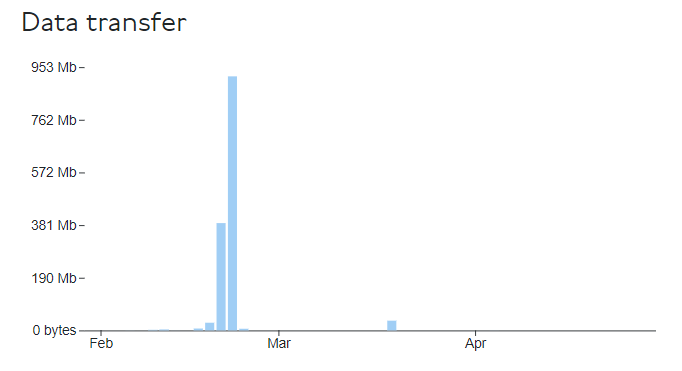 Data transfer
953 Mb
762 Mb
572 Mb
381 Mb
190 Mb
0 bytes
Feb Mar Apr